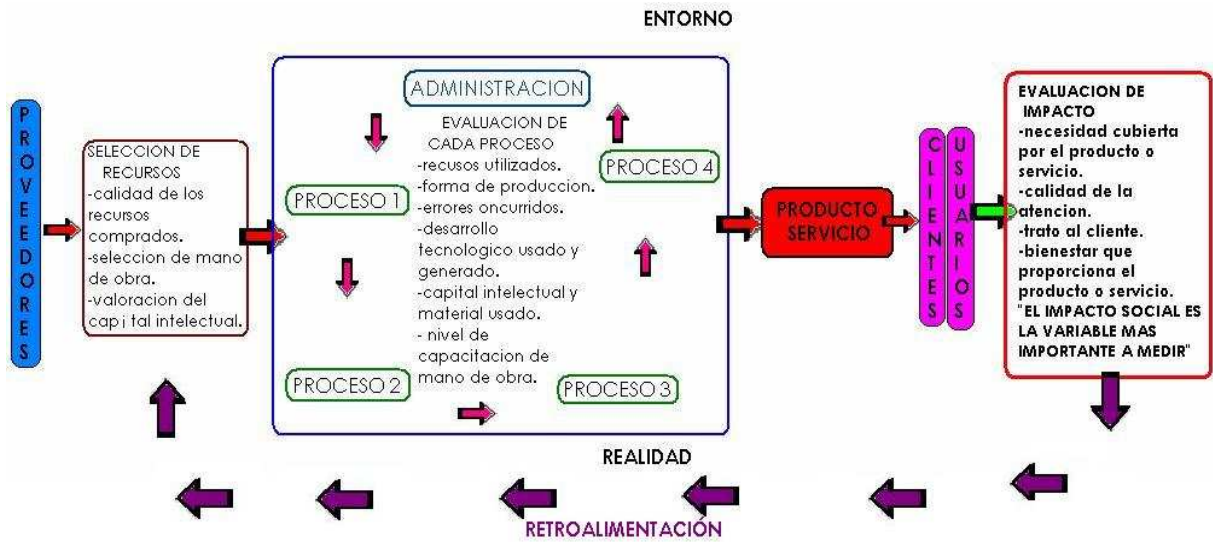 ENTORNO
PROVEEDORES
SELECCION DE
RECURSOS
-calidad de los
recursos
comprados.
-seleccion de mano
de obra.
-valoracion del
capital intelectual.
ADMINISTRACION
EVALUACION DE
CADA PROCESO
-recusos utilizados.
-forma de produccion.
-errores oncurridos.
-desarrollo
tecnologico usado y
generado.
-capital intelectual y
material usado.
- nivel de
capacitacion de
mano de obra.
PROCESO 1
PROCESO 2
PROCESO 3
PROCESO 4
PRODUCTO
SERVICIO
CLIENTES
USUARIOS
EVALUACION DE
IMPACTO
-necesidad cubierta
por el producto o
servicio.
-calidad de la
atencion.
-trato al cliente.
-bienestar que
proporciona el
producto o servicio.
"EL IMPACTO SOCIAL ES
LA VARIABLE MAS
IMPORTANTE A MEDIR"
REALIDAD
RETROALIMENTACIÓN